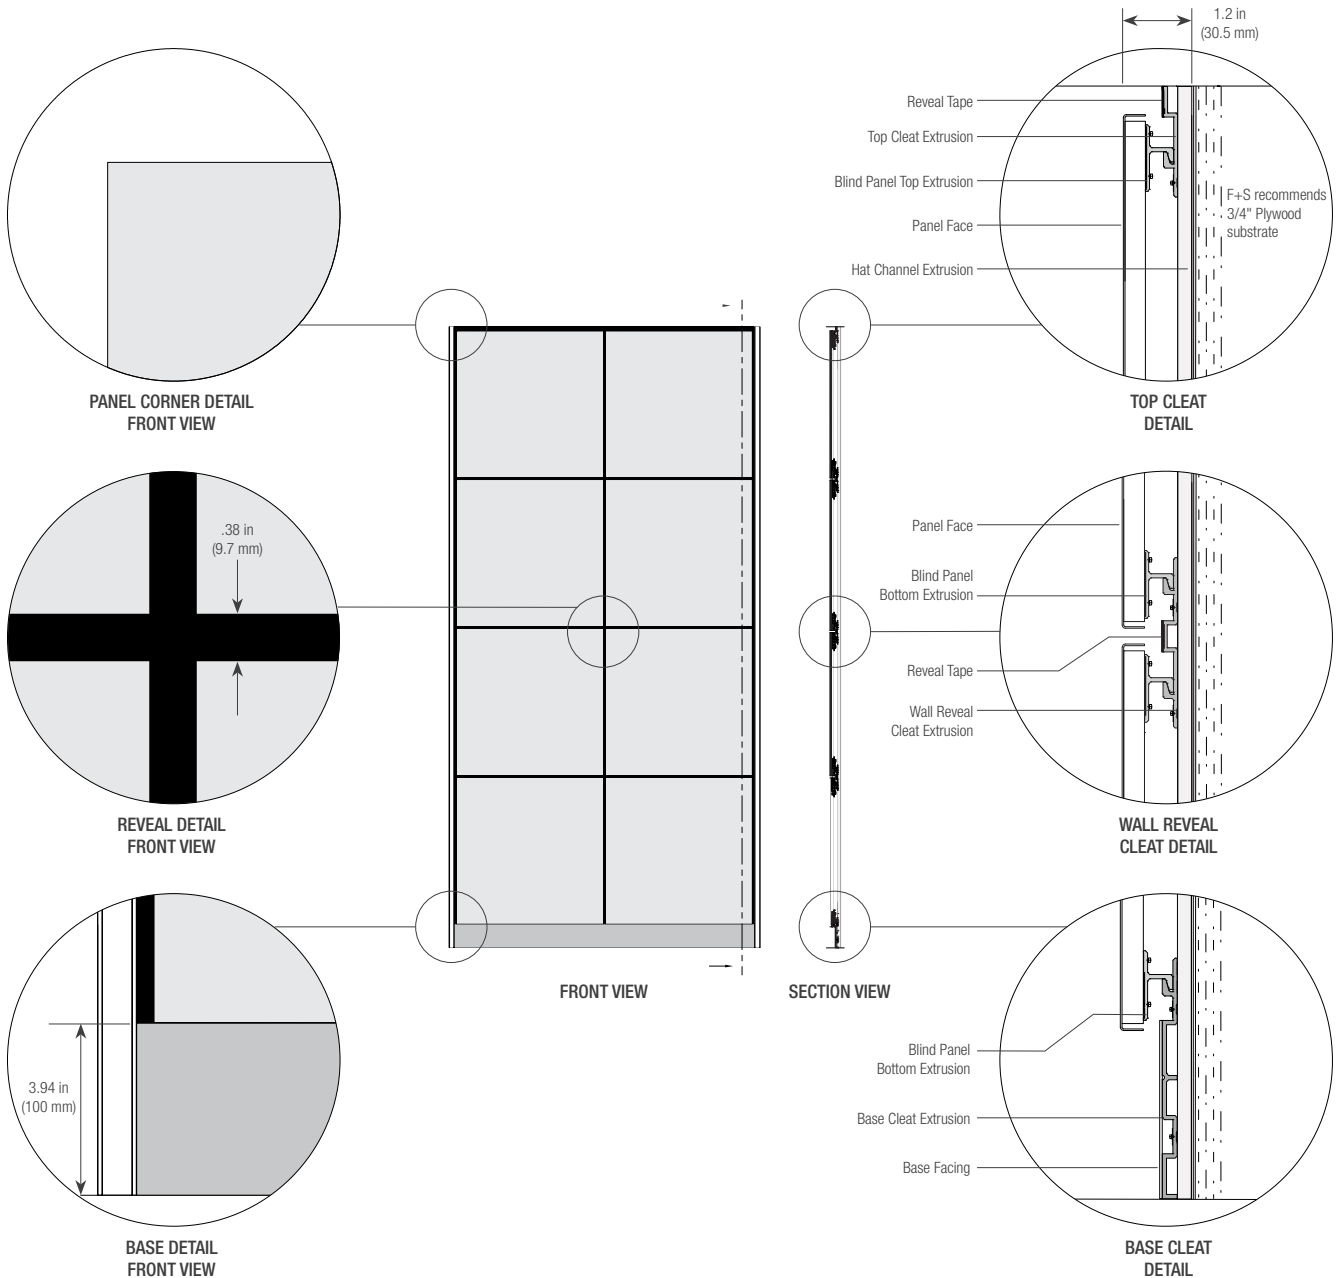 1.2 in
(30.5 mm)
Reveal Tape
Top Cleat Extrusion
Blind Panel Top Extrusion
Panel Face
Hat Channel Extrusion
F+S recommends
3/4" Plywood
substrate
PANEL CORNER DETAIL
FRONT VIEW
TOP CLEAT
DETAIL
.38 in
(9.7 mm)
Panel Face
Blind Panel
Bottom Extrusion
Reveal Tape
Wall Reveal
Cleat Extrusion
REVEAL DETAIL
FRONT VIEW
WALL REVEAL
CLEAT DETAIL
FRONT VIEW
SECTION VIEW
3.94 in
(100 mm)
Blind Panel
Bottom Extrusion
Base Cleat Extrusion
Base Facing
BASE DETAIL
FRONT VIEW
BASE CLEAT
DETAIL